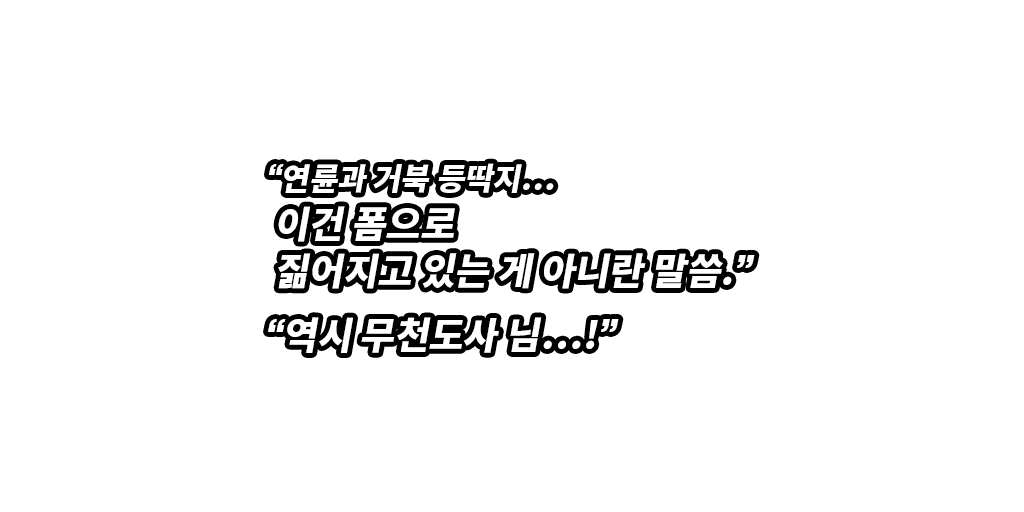 “연륜과 거북 등딱지...
이건 폼으로
짊어지고 있는 게 아니란 말씀.”
“역시 무천도사 님...!”